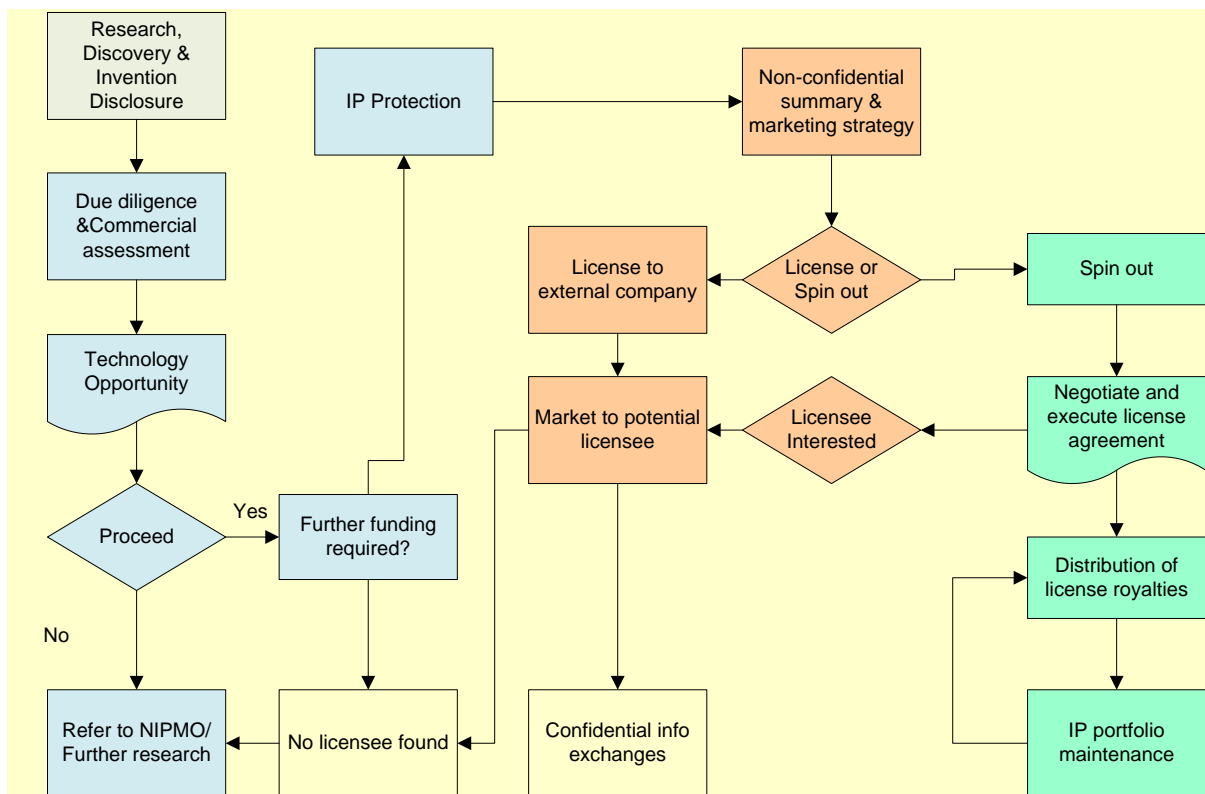 Research,
Discovery &
Invention
Disclosure
IP Protection
Non-confidential
summary &
marketing strategy
Due diligence
&Commercial
assessment
License to
external company
License or
Spin out
Spin out
Technology
Opportunity
Market to potential
licensee
Licensee
Interested
Negotiate and
execute license
agreement
Proceed
Yes
Further funding
required?
Distribution of
license royalties
No
Refer to NIPMO/
Further research
No licensee found
Confidential info
exchanges
IP portfolio
maintenance